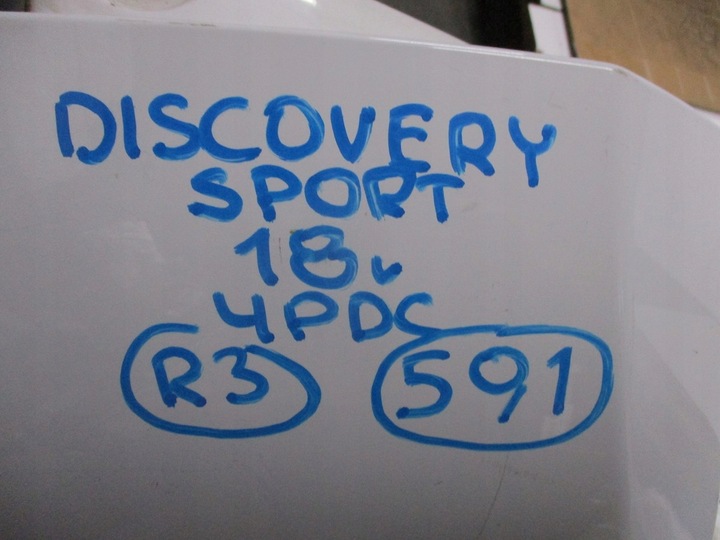 DISCOVERY
SPORT
18v
4PDC
R3 591